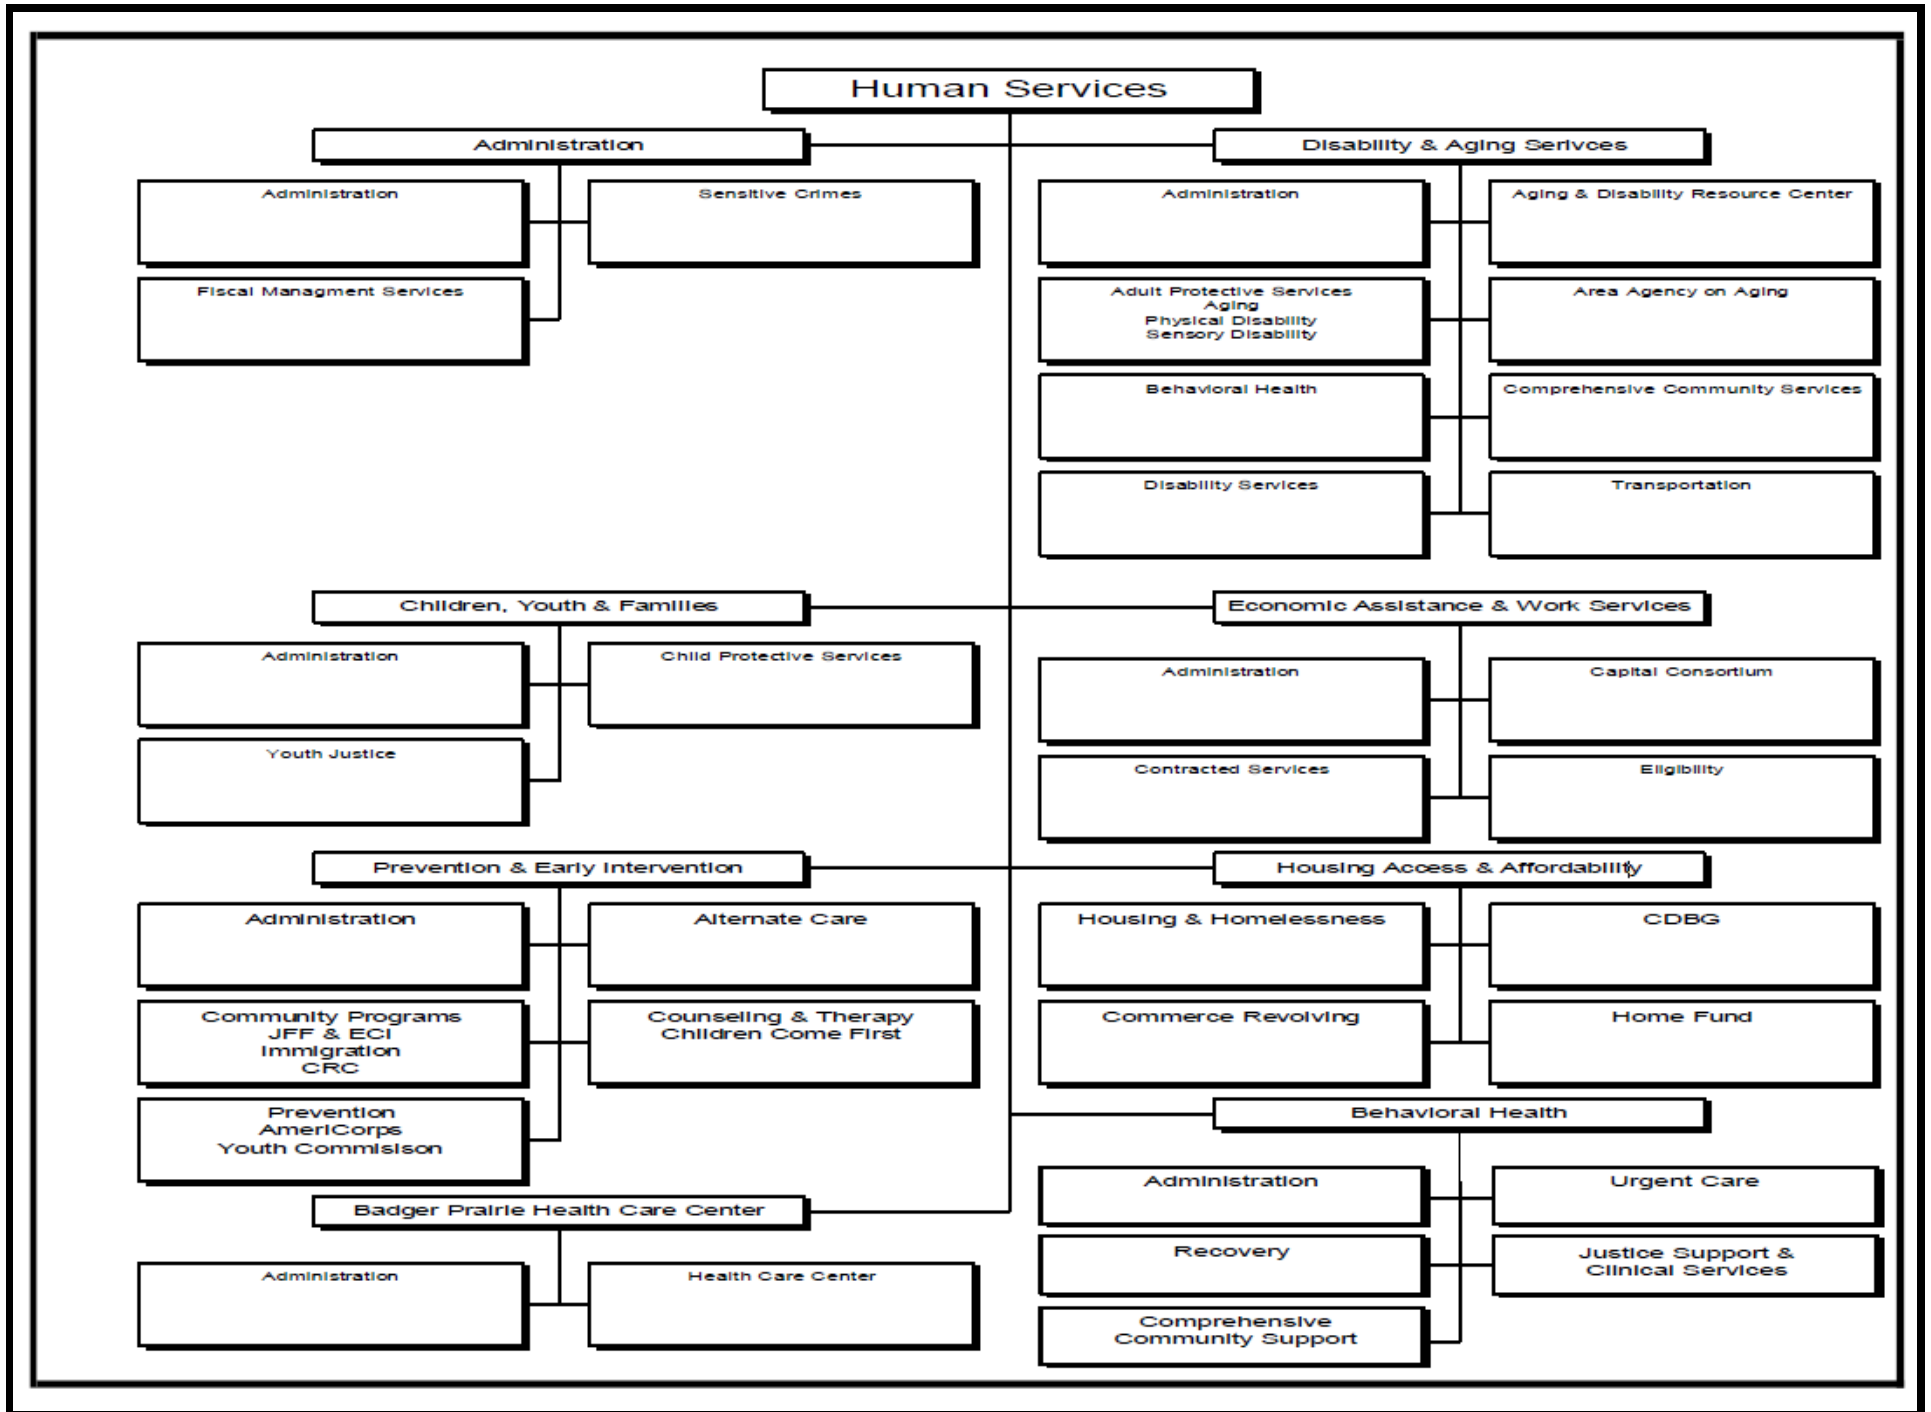 Human Services
Administration
Disability & Aging Serivces
Administration
Sensitive Crimes
Administration
Aging & Disability Resource Center
Fiscal Managment Services
Adult Protective Services
Aging
Physical Disability
Sensory Disability
Area Agency on Aging
Behavioral Health
Comprehensive Community Services
Disability Services
Transportation
Children, Youth & Families
Economic Assistance & Work Services
Administration
Child Protective Services
Administration
Capital Consortium
Youth Justice
Contracted Services
Eligibility
Prevention & Early Intervention
Housing Access & Affordability
Administration
Alternate Care
Housing & Homelessness
CDBG
Community Programs
JFF & ECI
Immigration
CRC
Counseling & Therapy
Children Come First
Commerce Revolving
Home Fund
Prevention
AmeriCorps
Youth Commisison
Behavioral Health
Administration
Urgent Care
Badger Prairie Health Care Center
Recovery
Justice Support &
Clinical Services
Administration
Health Care Center
Comprehensive
Community Support